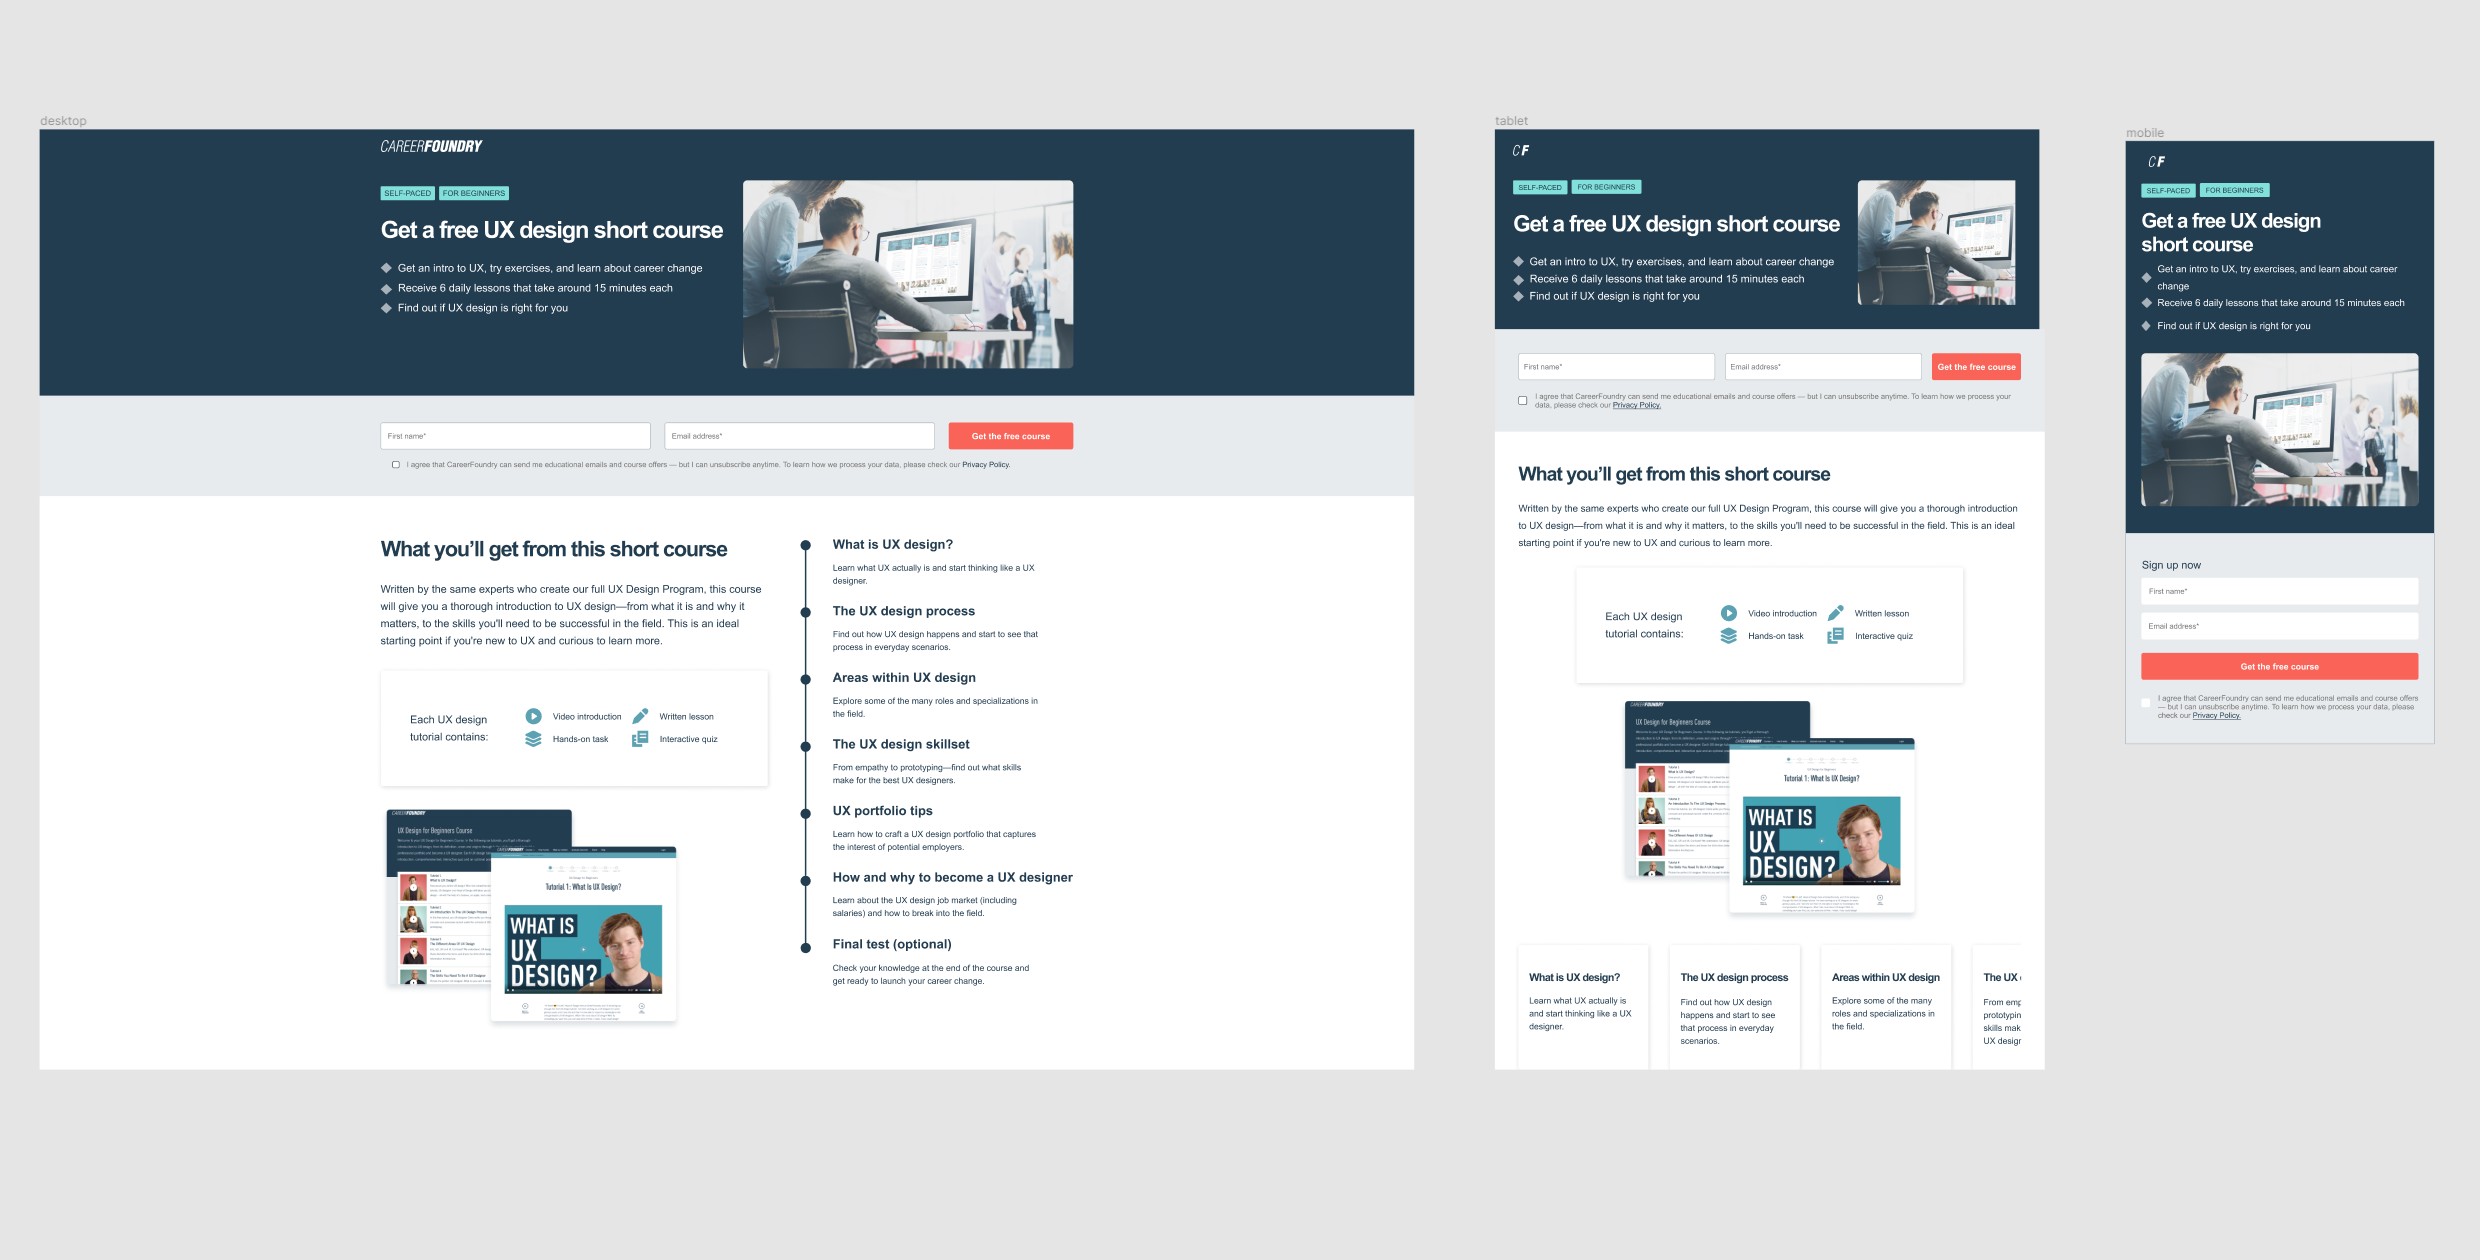 desktop
CAREERFOUNDRY
SELF-PACED
FOR BEGINNERS
Get a free UX design short course
Get an intro to UX, try exercises, and learn about career change
Receive 6 daily lessons that take around 15 minutes each
Find out if UX design is right for you
First name*
Email address*
Get the free course
I agree that CareerFoundry can send me educational emails and course offers — but I can unsubscribe anytime. To learn how we process your data, please check our Privacy Policy.
What you’ll get from this short course
Written by the same experts who create our full UX Design Program, this course
will give you a thorough introduction to UX design—from what it is and why it
matters, to the skills you'll need to be successful in the field. This is an ideal
starting point if you're new to UX and curious to learn more.
Each UX design
tutorial contains:
Video introduction
Written lesson
Hands-on task
Interactive quiz
CAREERFOUNDRY
UX Design for Beginners Course
Tutorial 1: What Is UX Design?
WHAT IS
UX
DESIGN?
What is UX design?
Learn what UX actually is and start thinking like a UX
designer.
The UX design process
Find out how UX design happens and start to see that
process in everyday scenarios.
Areas within UX design
Explore some of the many roles and specializations in
the field.
The UX design skillset
From empathy to prototyping—find out what skills
make for the best UX designers.
UX portfolio tips
Learn how to craft a UX design portfolio that captures
the interest of potential employers.
How and why to become a UX designer
Learn about the UX design job market (including
salaries) and how to break into the field.
Final test (optional)
Check your knowledge at the end of the course and
get ready to launch your career change.
tablet
CF
SELF-PACED
FOR BEGINNERS
Get a free UX design short course
Get an intro to UX, try exercises, and learn about career change
Receive 6 daily lessons that take around 15 minutes each
Find out if UX design is right for you
First name*
Email address*
Get the free course
I agree that CareerFoundry can send me educational emails and course offers — but I can unsubscribe anytime. To learn how we process your
data, please check our Privacy Policy.
What you’ll get from this short course
Written by the same experts who create our full UX Design Program, this course will give you a thorough introduction
to UX design—from what it is and why it matters, to the skills you'll need to be successful in the field. This is an ideal
starting point if you're new to UX and curious to learn more.
Each UX design
tutorial contains:
Video introduction
Written lesson
Hands-on task
Interactive quiz
CAREERFOUNDRY
UX Design for Beginners Course
Tutorial 1: What Is UX Design?
WHAT IS
UX
DESIGN?
What is UX design?
Learn what UX actually is
and start thinking like a UX
designer.
The UX design process
Find out how UX design
happens and start to see
that process in everyday
scenarios.
Areas within UX design
Explore some of the many
roles and specializations in
the field.
The UX
From emp
prototypin
skills mak
UX design
mobile
CF
SELF-PACED
FOR BEGINNERS
Get a free UX design
short course
Get an intro to UX, try exercises, and learn about career
change
Receive 6 daily lessons that take around 15 minutes each
Find out if UX design is right for you
Sign up now
First name*
Email address*
Get the free course
I agree that CareerFoundry can send me educational emails and course offers
— but I can unsubscribe anytime. To learn how we process your data, please
check our Privacy Policy.